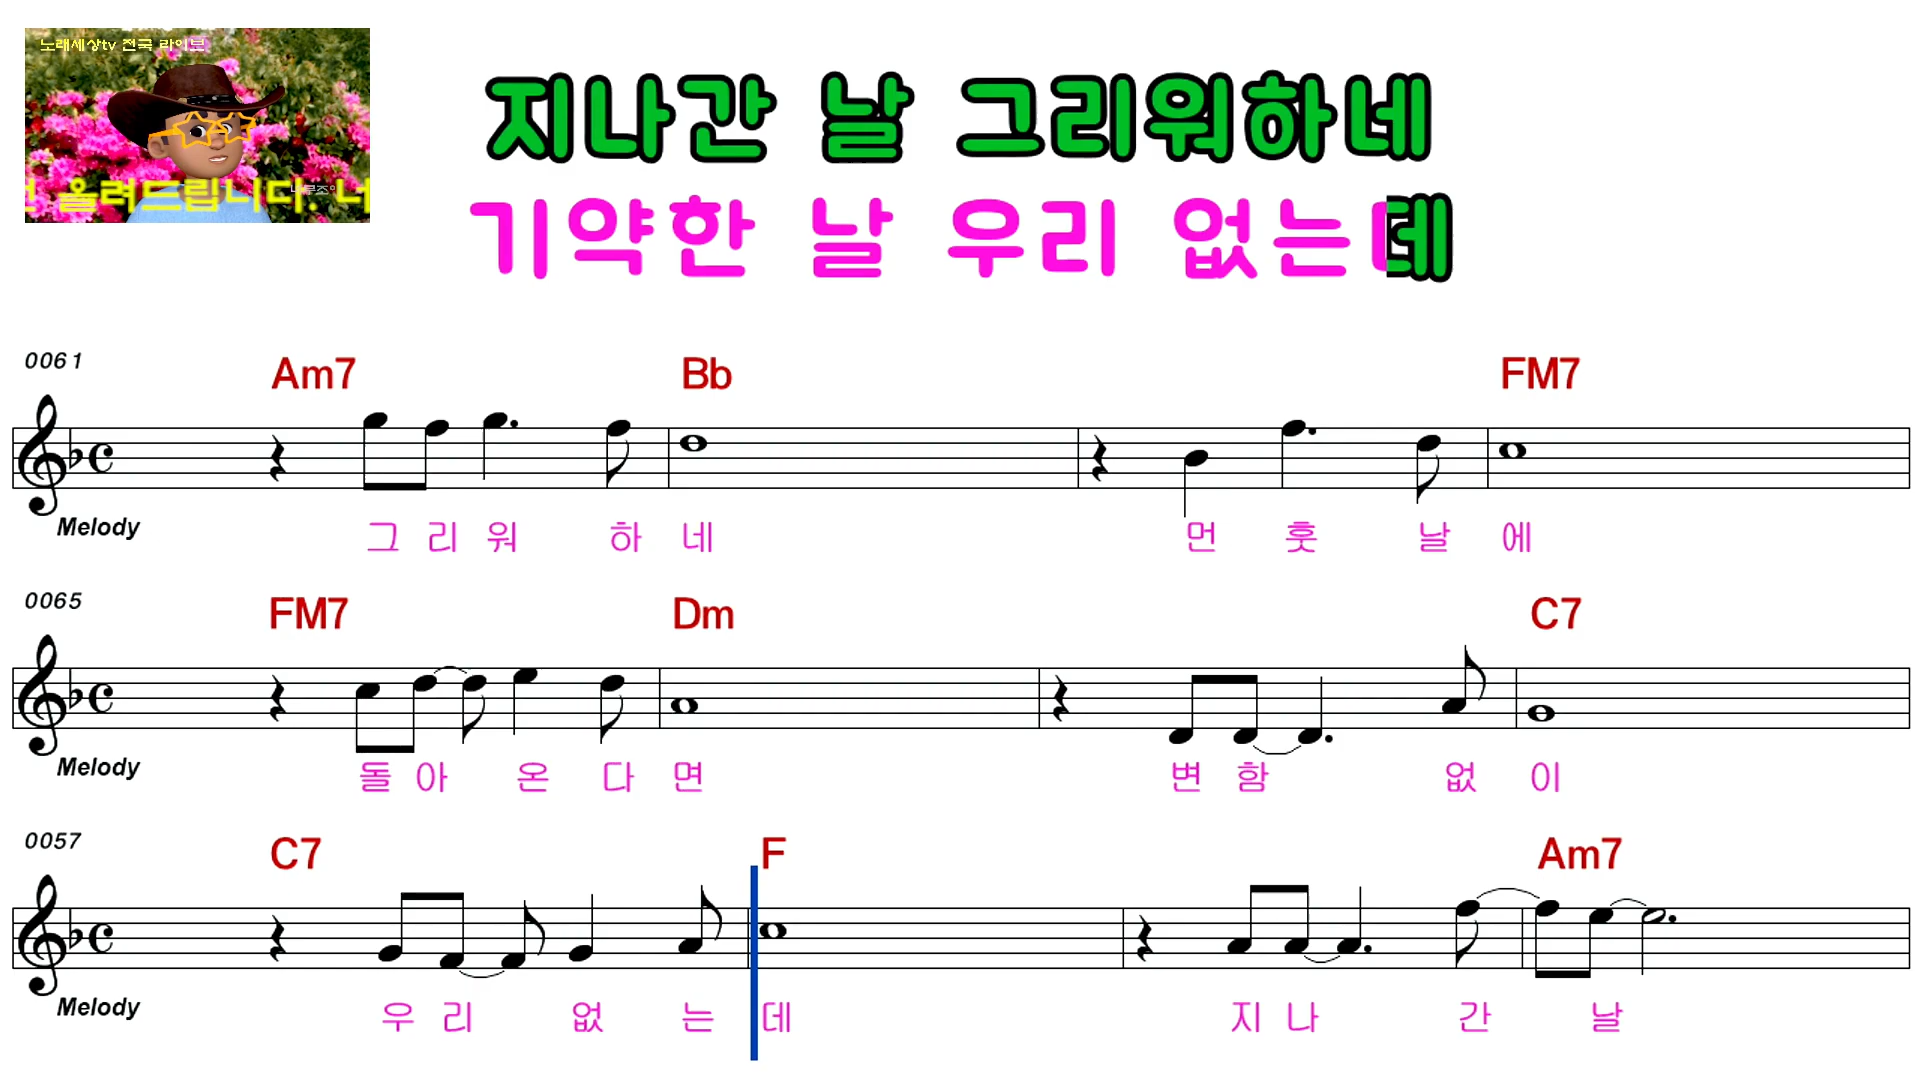 노래세상tv 전국 라이브
올려드립니다. 너
지나간 날 그리워하네
기약한 날 우리 없는데
0061
Am7 Bb FM7
Melody
그 리 워 하 네 먼 훗 날 에
0065
FM7 Dm C7
Melody
돌 아 온 다 면 변 함 없 이
0057
C7 F Am7
Melody
우 리 없 는 데 지 나 간 날